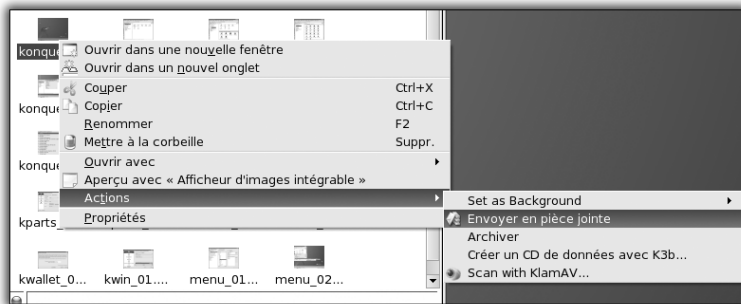 konque
Ouvrir dans une nouvelle fenêtre
Ouvrir dans un nouvel onglet
Couper Ctrl+X
konque
Copier Ctrl+C
Renommer F2
Mettre à la corbeille Suppr.
konque
Ouvrir avec
Aperçu avec « Afficheur d'images intégrable »
Actions
Set as Background
kparts_
Propriétés
Envoyer en pièce jointe
Archiver
Créer un CD de données avec K3b...
kwallet_0... kwin_01.... menu_01... menu_02...
Scan with KlamAV...